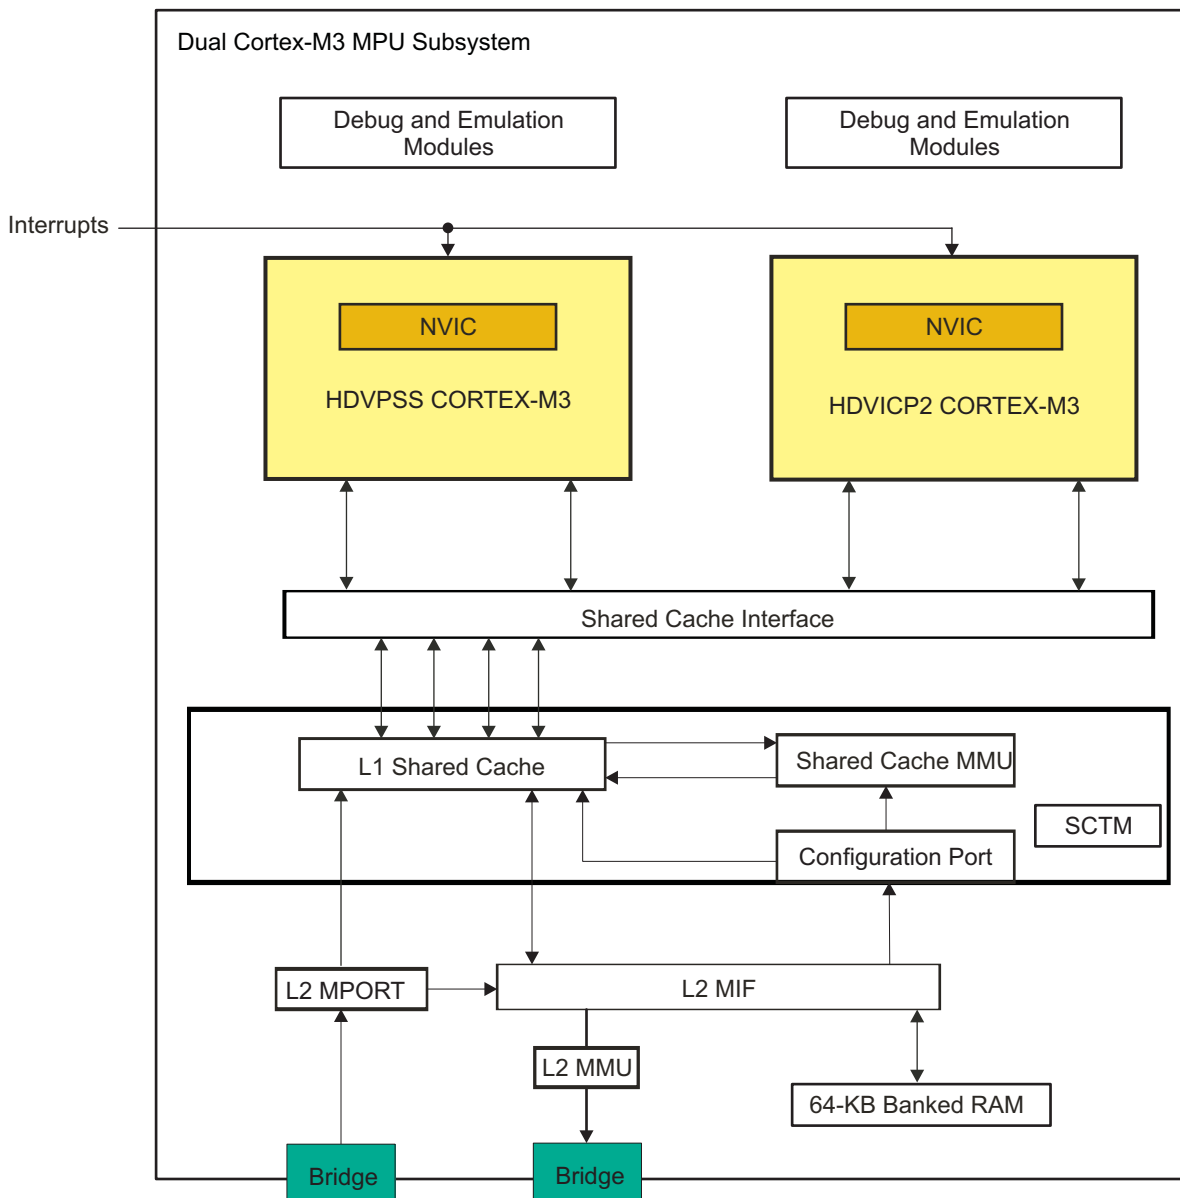 Dual Cortex-M3 MPU Subsystem
Debug and Emulation
Modules
Debug and Emulation
Modules
Interrupts
NVIC
HDVPSS CORTEX-M3
NVIC
HDVICP2 CORTEX-M3
Shared Cache Interface
L1 Shared Cache
Shared Cache MMU
SCTM
Configuration Port
L2 MPORT
L2 MIF
L2 MMU
64-KB Banked RAM
Bridge
Bridge